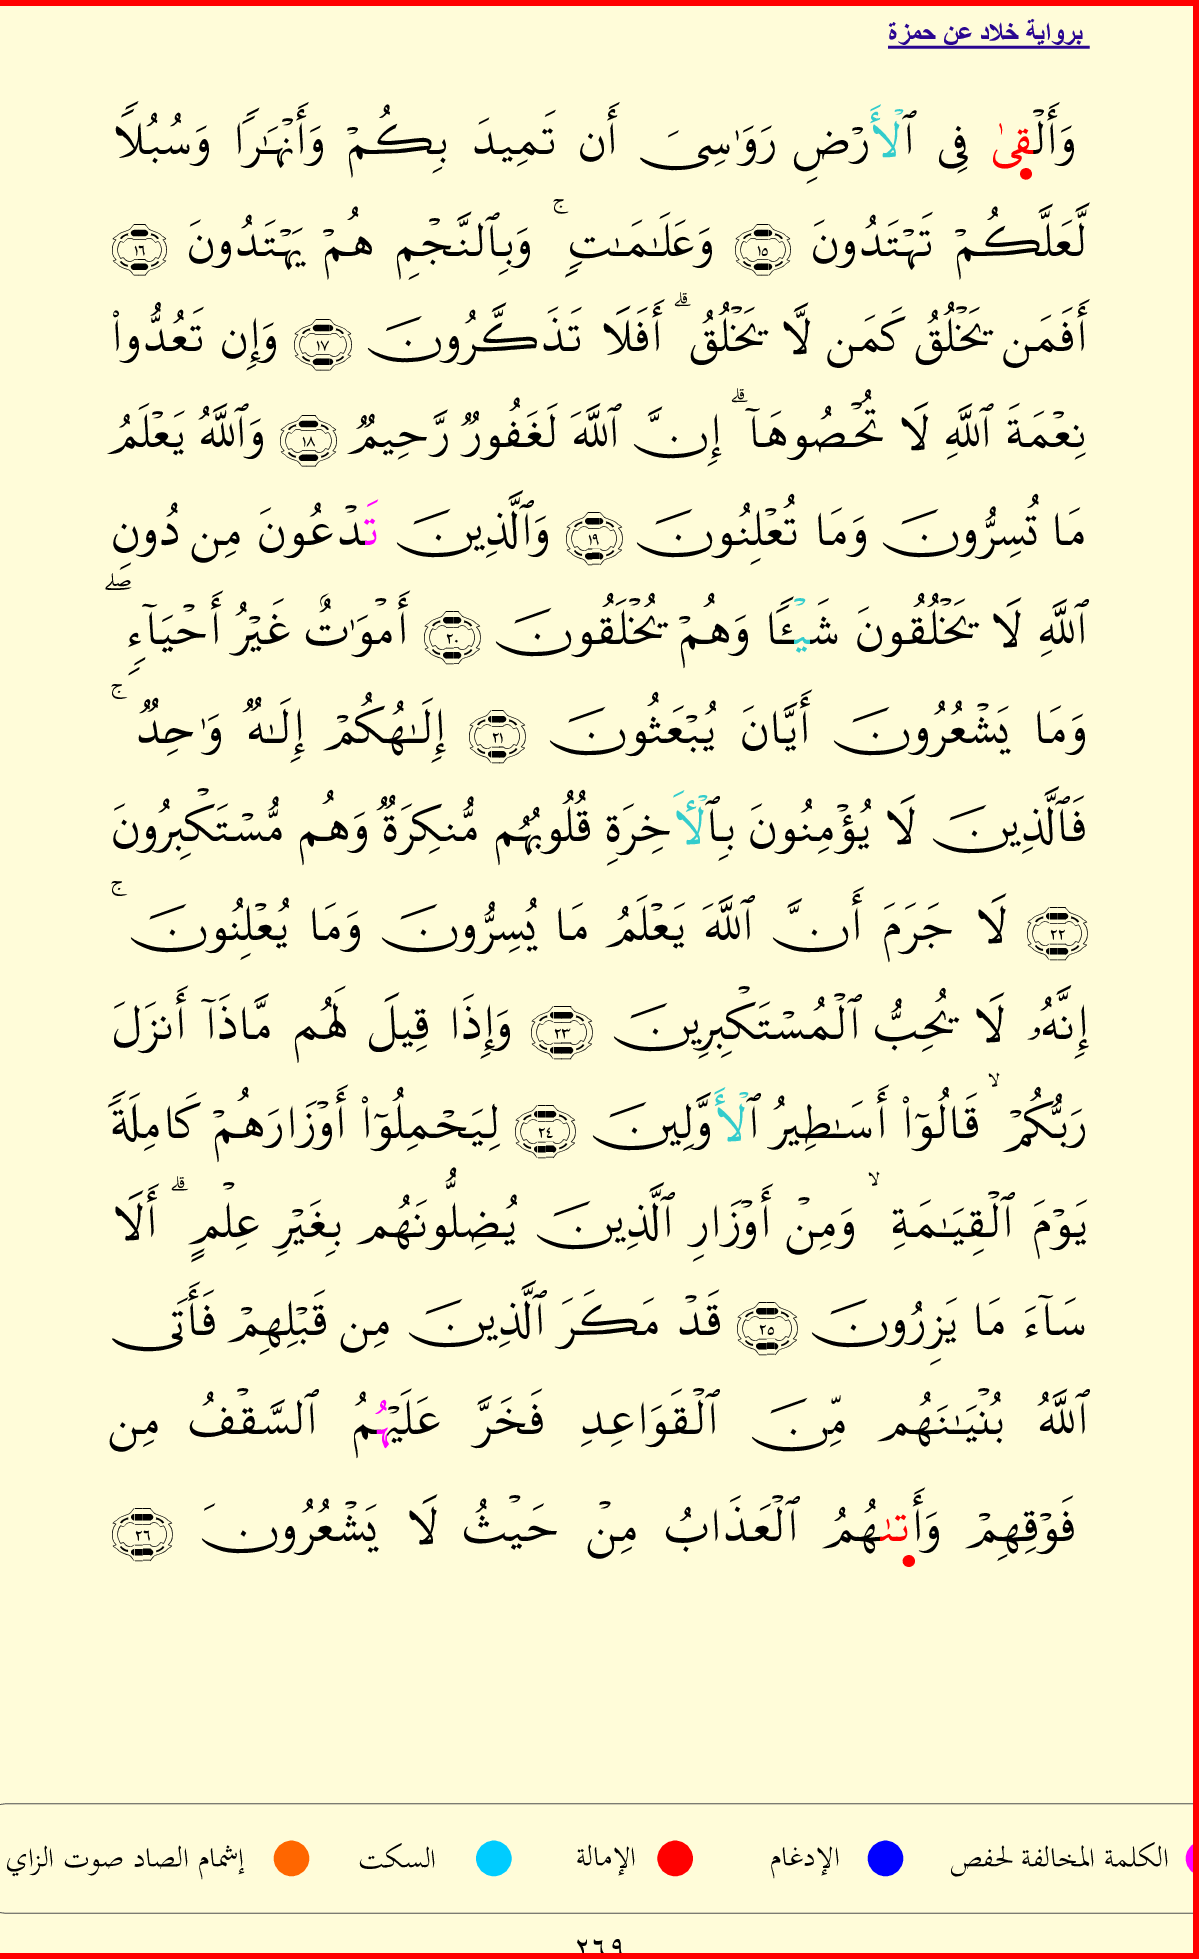 برواية خلاد عن حمزة
وَأَلۡقِىٰ فِى ٱلۡأَرۡضِ رَوَٰسِىَ أَن تَمِيدَ بِكُمۡ وَأَنۡهَٰرٗا وَسُبُلٗا
لَّعَلَّكُمۡ تَهۡتَدُونَ ١٥ وَعَلَٰمَٰتٖۚ وَبِٱلنَّجۡمِ هُمۡ يَهۡتَدُونَ ١٦
أَفَمَن يَخۡلُقُ كَمَن لَّا يَخۡلُقُۗ أَفَلَا تَذَكَّرُونَ ١٧ وَإِن تَعُدُّواْ
نِعۡمَةَ ٱللَّهِ لَا تُحۡصُوهَآۗ إِنَّ ٱللَّهَ لَغَفُورٞ رَّحِيمٞ ١٨ وَٱللَّهُ يَعۡلَمُ
مَا تُسِرُّونَ وَمَا تُعۡلِنُونَ ١٩ وَٱلَّذِينَ تَدۡعُونَ مِن دُونِ
ٱللَّهِ لَا يَخۡلُقُونَ شَيۡـٔٗا وَهُمۡ يُخۡلَقُونَ ٢٠ أَمۡوَٰتٌ غَيۡرُ أَحۡيَآءٖۖ
وَمَا يَشۡعُرُونَ أَيَّانَ يُبۡعَثُونَ ٢١ إِلَٰهُكُمۡ إِلَٰهٞ وَٰحِدٞۚ
فَٱلَّذِينَ لَا يُؤۡمِنُونَ بِٱلۡأٓخِرَةِ قُلُوبُهُم مُّنكِرَةٞ وَهُم مُّسۡتَكۡبِرُونَ
٢٢ لَا جَرَمَ أَنَّ ٱللَّهَ يَعۡلَمُ مَا يُسِرُّونَ وَمَا يُعۡلِنُونَۚ
إِنَّهُۥ لَا يُحِبُّ ٱلۡمُسۡتَكۡبِرِينَ ٢٣ وَإِذَا قِيلَ لَهُم مَّاذَآ أَنزَلَ
رَبُّكُمۡۙ قَالُوٓاْ أَسَٰطِيرُ ٱلۡأَوَّلِينَ ٢٤ لِيَحۡمِلُوٓاْ أَوۡزَارَهُمۡ كَامِلَةٗ
يَوۡمَ ٱلۡقِيَٰمَةِۙ وَمِنۡ أَوۡزَارِ ٱلَّذِينَ يُضِلُّونَهُم بِغَيۡرِ عِلۡمٍۗ أَلَا
سَآءَ مَا يَزِرُونَ ٢٥ قَدۡ مَكَرَ ٱلَّذِينَ مِن قَبۡلِهِمۡ فَأَتَى
ٱللَّهُ بُنۡيَٰنَهُم مِّنَ ٱلۡقَوَاعِدِ فَخَرَّ عَلَيۡهُمُ ٱلسَّقۡفُ مِن
فَوۡقِهِمۡ وَأَتىٰهُمُ ٱلۡعَذَابُ مِنۡ حَيۡثُ لَا يَشۡعُرُونَ ٢٦
الكلمة المخالفة لحفص الإدغام الإمالة السكت إشمام الصاد صوت الزاي
٢٦٩